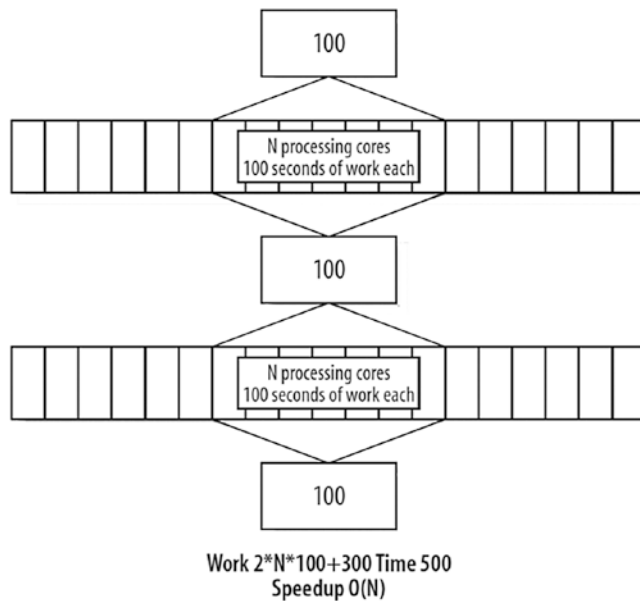 100
N processing cores
100 seconds of work each
100
N processing cores
100 seconds of work each
100
Work 2*N*100+300 Time 500
Speedup O(N)